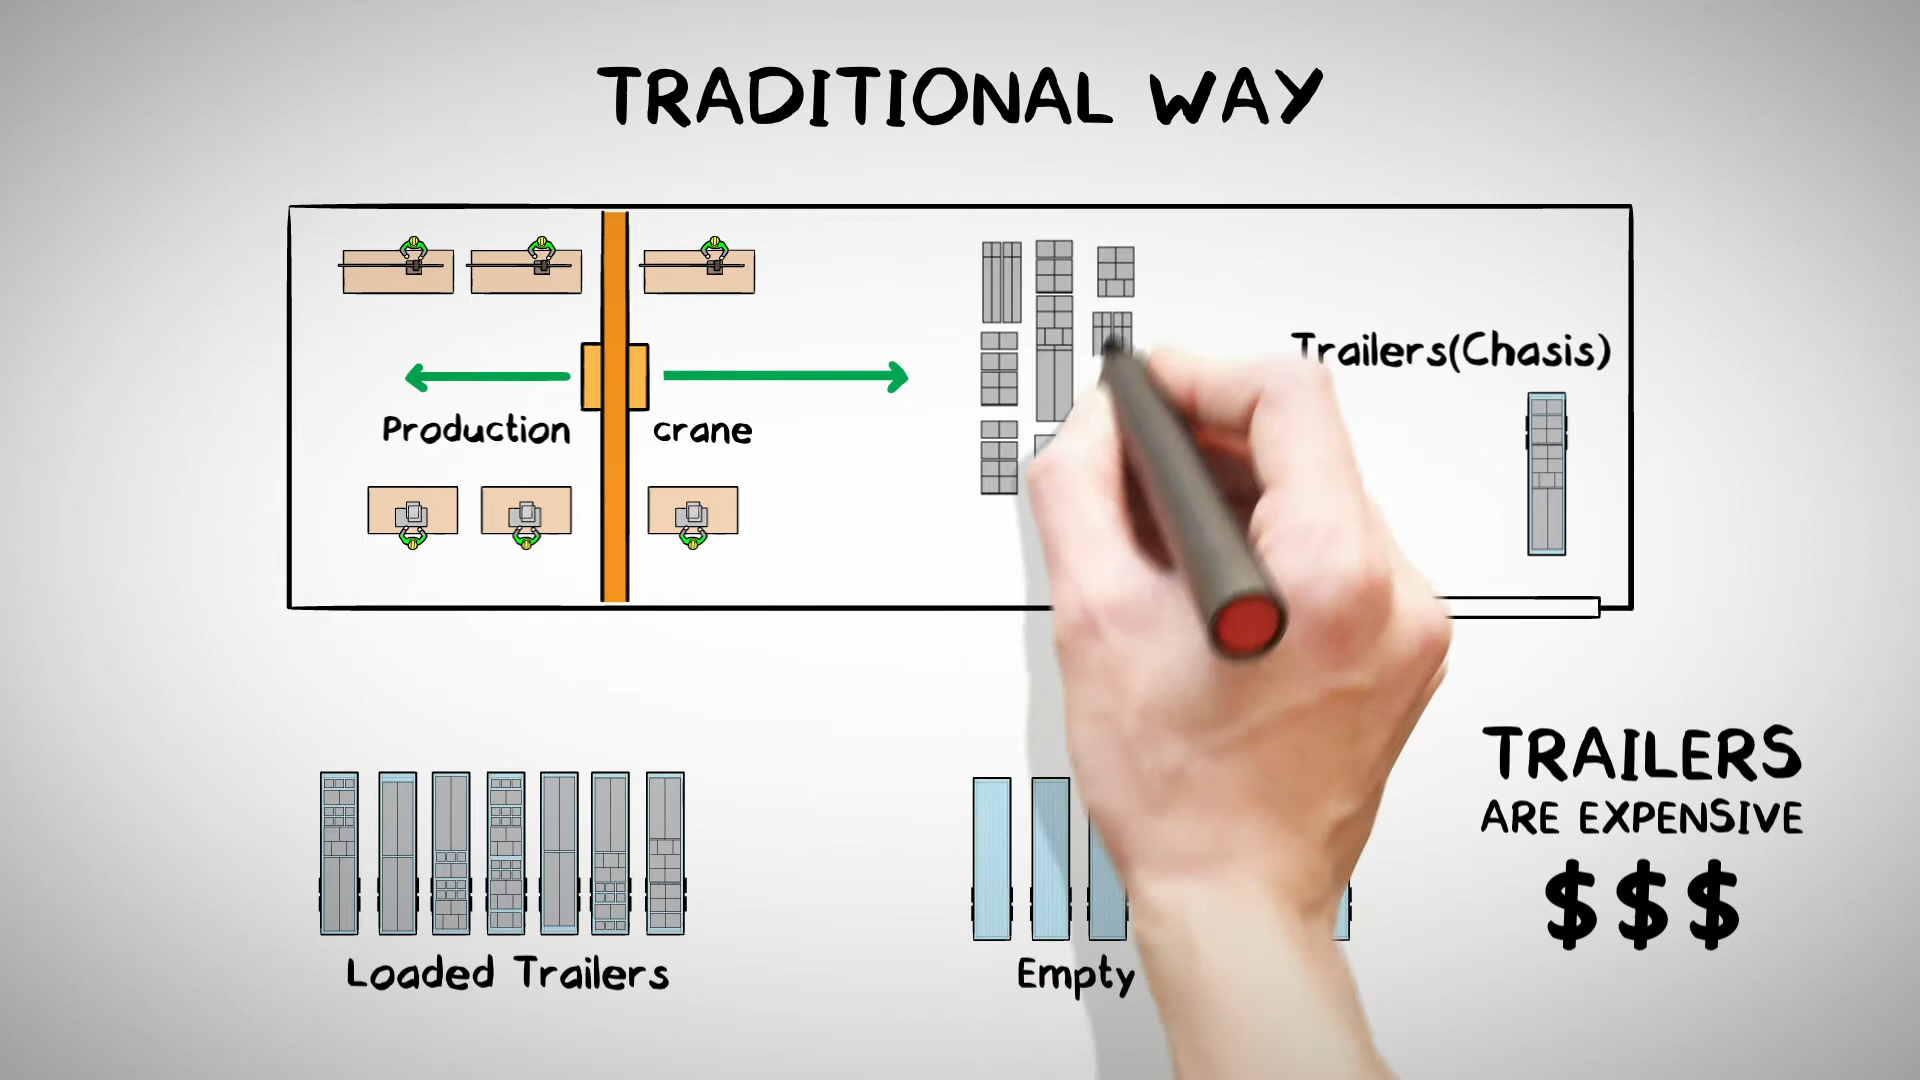 TRADITIONAL WAY
Trailers(Chasis)
Production crane
TRAILERS
ARE EXPENSIVE
$$$
Loaded Trailers
Empty